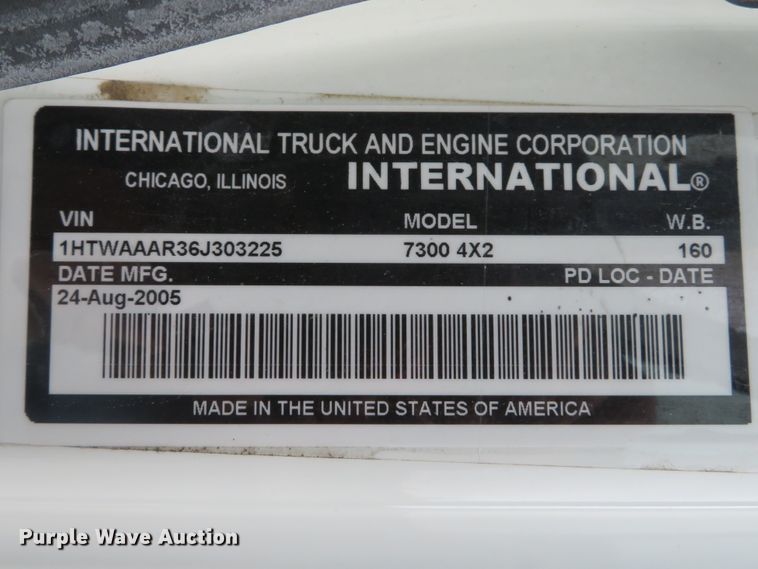 INTERNATIONAL TRUCK AND ENGINE CORPORATION
CHICAGO, ILLINOIS INTERNATIONAL®
VIN MODEL W.B.
1HTWAAAR36J303225 7300 4X2 160
DATE MFG. PD LOC - DATE
24-Aug-2005
MADE IN THE UNITED STATES OF AMERICA
Purple Wave Auction